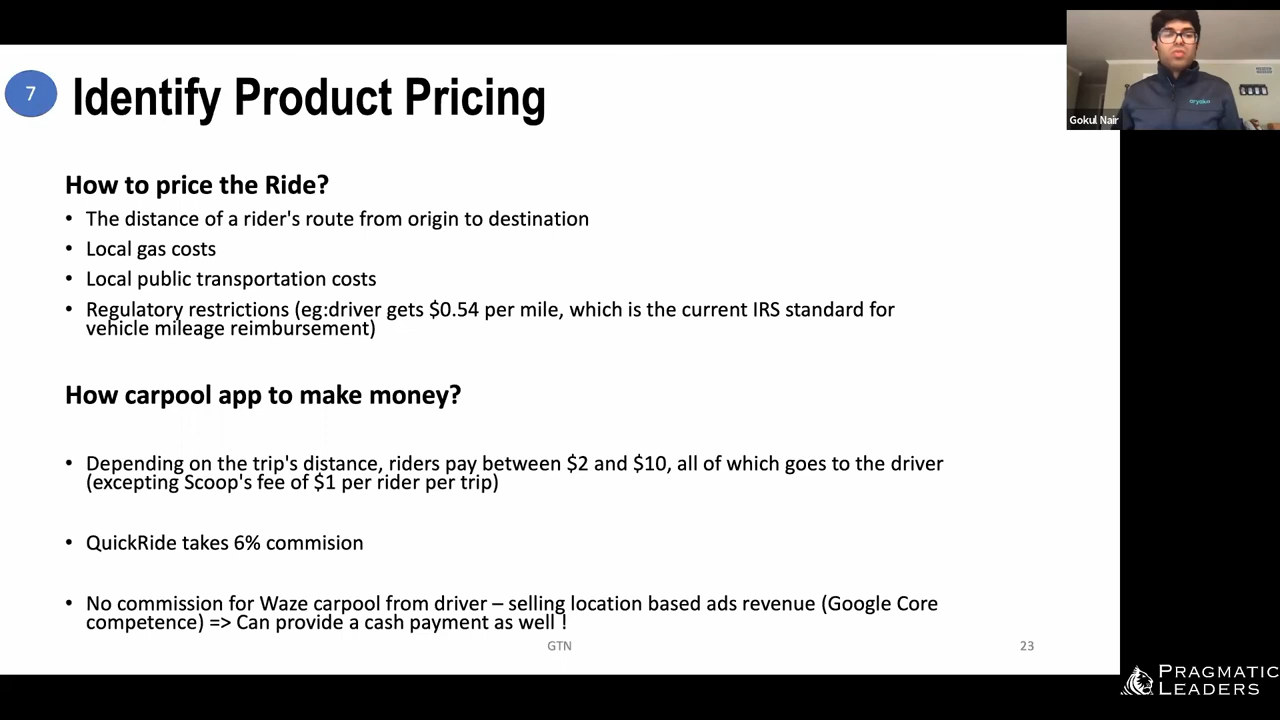 7
Identify Product Pricing
Gokul Nair
How to price the Ride?
• The distance of a rider's route from origin to destination
• Local gas costs
• Local public transportation costs
• Regulatory restrictions (eg:driver gets $0.54 per mile, which is the current IRS standard for
vehicle mileage reimbursement)
How carpool app to make money?
• Depending on the trip's distance, riders pay between $2 and $10, all of which goes to the driver
(excepting Scoop's fee of $1 per rider per trip)
• QuickRide takes 6% commision
• No commission for Waze carpool from driver – selling location based ads revenue (Google Core
competence) => Can provide a cash payment as well !
GTN
23
PRAGMATIC
LEADERS